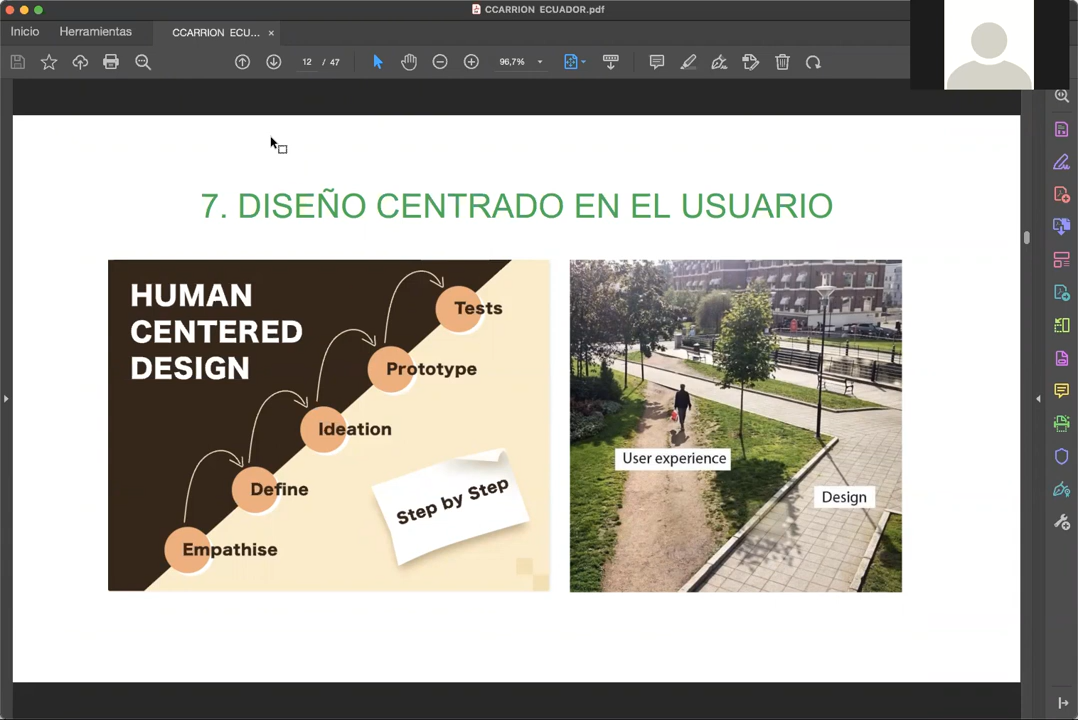 CCARRION ECUADOR.pdf
Inicio
Herramientas
CCARRION ECU... ×
12 / 47
96,7%
7. DISEÑO CENTRADO EN EL USUARIO
HUMAN
CENTERED
DESIGN
Tests
Prototype
Ideation
Define
Empathise
Step by Step
User experience
Design